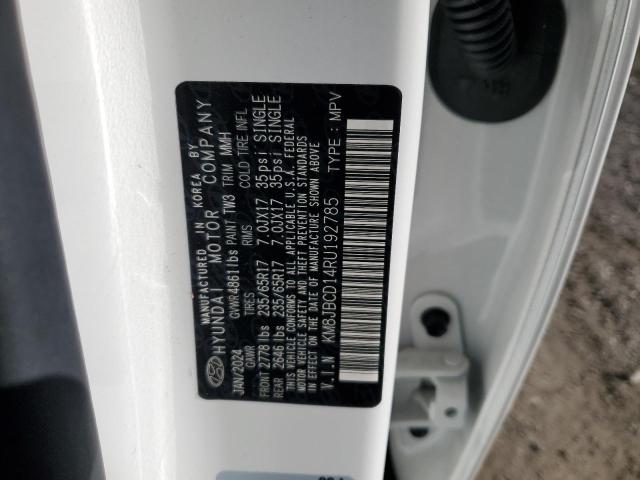 MANUFACTURED IN KOREA BY
HYUNDAI MOTOR COMPANY
JAN/2024 GVWR 4861lbs PAINT TW3 TRIM MMH
GAWR TIRES RIMS COLD TIRE INFL
FRONT 2778 lbs 235/65R17 7.0JX17 35psi SINGLE
REAR 2646 lbs 235/65R17 7.0JX17 35psi SINGLE
THIS VEHICLE CONFORMS TO ALL APPLICABLE U.S.A. FEDERAL
MOTOR VEHICLE SAFETY AND THEFT PREVENTION STANDARDS
IN EFFECT ON THE DATE OF MANUFACTURE SHOWN ABOVE
V.I.N KM8JBCD14RU192785 TYPE : MPV